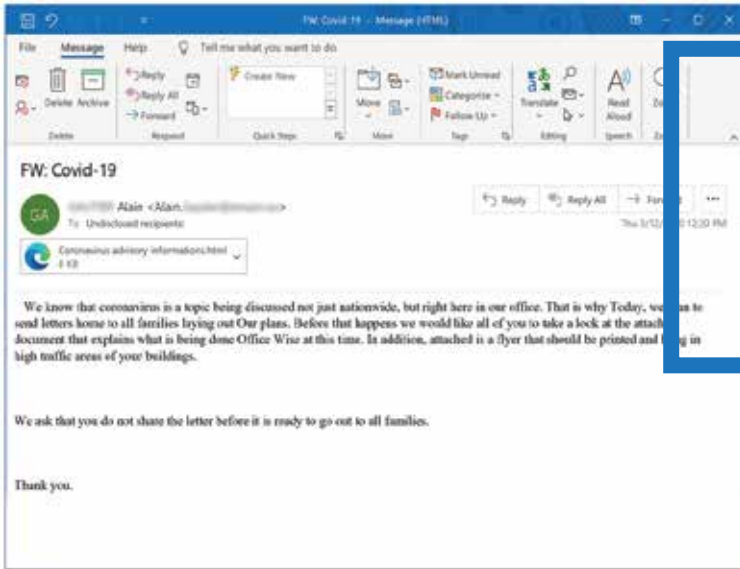 FW: Covid 19 - Message (HTML)
File Message Help Tell me what you want to do
Delete Archive
Reply
Reply All
Forward
Create New
Move
Mark Unread
Categorize
Follow Up
Translate
Read Aloud
Delete Respond Quick Steps Move Tags Editing Speech
FW: Covid-19
GA
Alain <Alain.
To Undisclosed recipients:
Reply Reply All
Coronavirus advisory informations.html
We know that coronavirus is a topic being discussed not just nationwide, but right here in our office. That is why Today, we to
send letters home to all families laying out Our plans. Before that happens we would like all of you to take a lock at the
document that explains what is being done Office Wise at this time. In addition, attached is a flyer that should be printed and in
high traffic areas of your buildings.
We ask that you do not share the letter before it is ready to go out to all families.
Thank you.